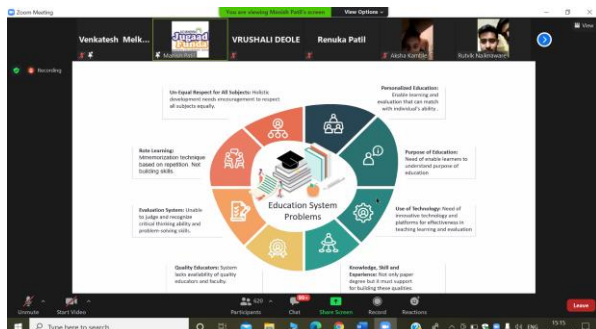 Zoom Meeting
You are viewing Manish Patil's screen
View Options
View
Venkatesh Melk...
Jugaad
Funda
Manish Patil
VRUSHALI DEOLE
Renuka Patil
Aksha Kamble
Rutvik Nalkerawares
Recording
Un-Equal Respect for All Subjects: Holistic
development needs encouragement to respect
all subjects equally.
Personalized Education:
Enable learning and
evaluation that can match
with individual's ability.
Rote Learning:
Mmemorization technique
based on repetition. Not
building skills.
Purpose of Education:
Need of enable learners to
understand purpose of
education
Education System
Problems
Evaluation System: Unable
to judge and recognize
critical thinking ability and
problem solving skills.
Use of Technology: Need of
innovative technology and
platforms for effectiveness in
teaching learning and evaluation
Quality Educators: System
lacks availability of quality
educators and faculty.
Knowledge, Skill and
Experience: Not only paper
degree but it must support
for building these qualities.
Unmute
Start Video
620
Participants
99+
Chat
Share Screen
Record
Reactions
Leave
Type here to search
ENG
15:15